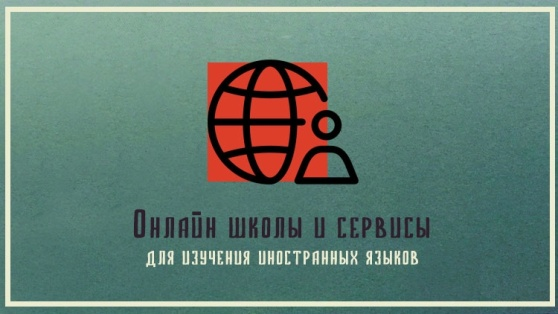 Онлайн школы и сервисы
для изучения иностранных языков